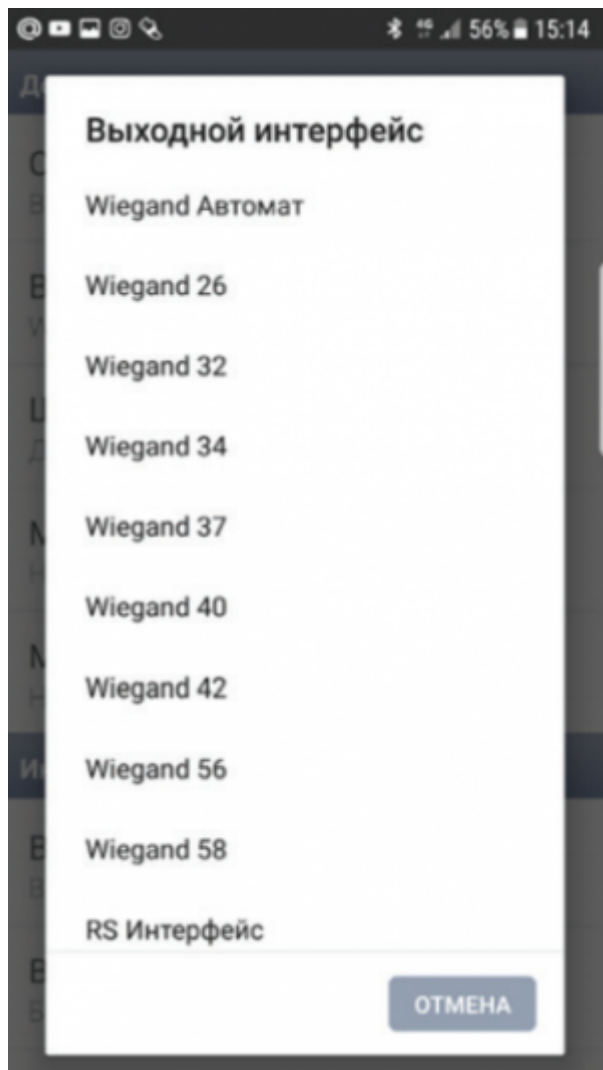 56% 15:14
Выходной интерфейс
Wiegand Автомат
Wiegand 26
Wiegand 32
Wiegand 34
Wiegand 37
Wiegand 40
Wiegand 42
Wiegand 56
Wiegand 58
RS Интерфейс
ОТМЕНА